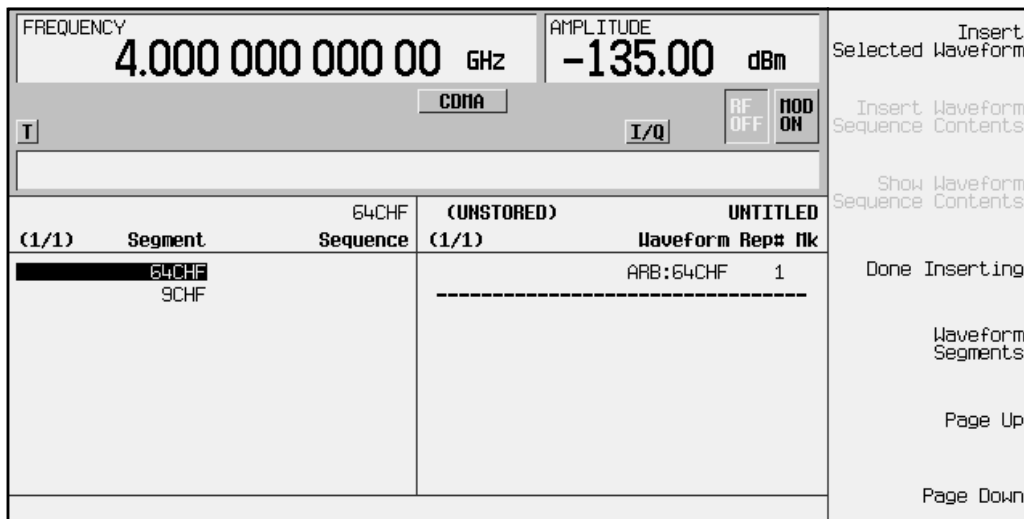 FREQUENCY
4.000 000 000 00 GHz
AMPLITUDE
-135.00 dBm
CDMA
T
I/Q
RF OFF
MOD ON
64CHF
(1/1) Segment Sequence
64CHF
9CHF
(UNSTORED) UNTITLED
(1/1) Waveform Rep# Mk
ARB:64CHF 1
Insert
Selected Waveform
Insert Waveform
Sequence Contents
Show Waveform
Sequence Contents
Done Inserting
Waveform
Segments
Page Up
Page Down